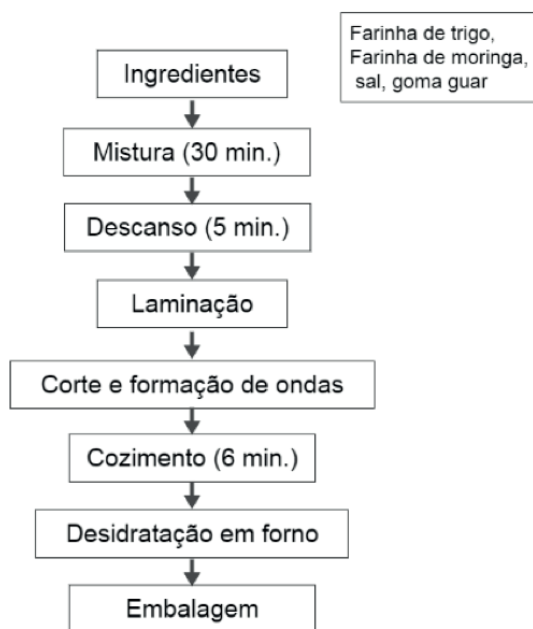 Farinha de trigo,
Farinha de moringa,
sal, goma guar
Ingredientes
Mistura (30 min.)
Descanso (5 min.)
Laminação
Corte e formação de ondas
Cozimento (6 min.)
Desidratação em forno
Embalagem